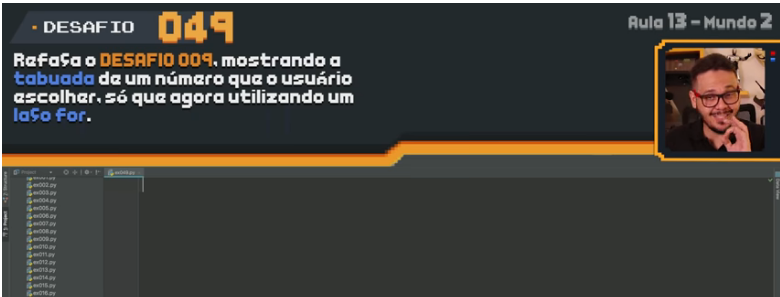 DESAFIO 049
Aula 13 - Mundo 2
Refaça o DESAFIO 009, mostrando a
tabuada de um número que o usuário
escolher, só que agora utilizando um
laço for.
Project
ex002.py
ex003.py
ex004.py
ex005.py
ex006.py
ex007.py
ex008.py
ex009.py
ex010.py
ex011.py
ex012.py
ex013.py
ex014.py
ex015.py
ex016.py